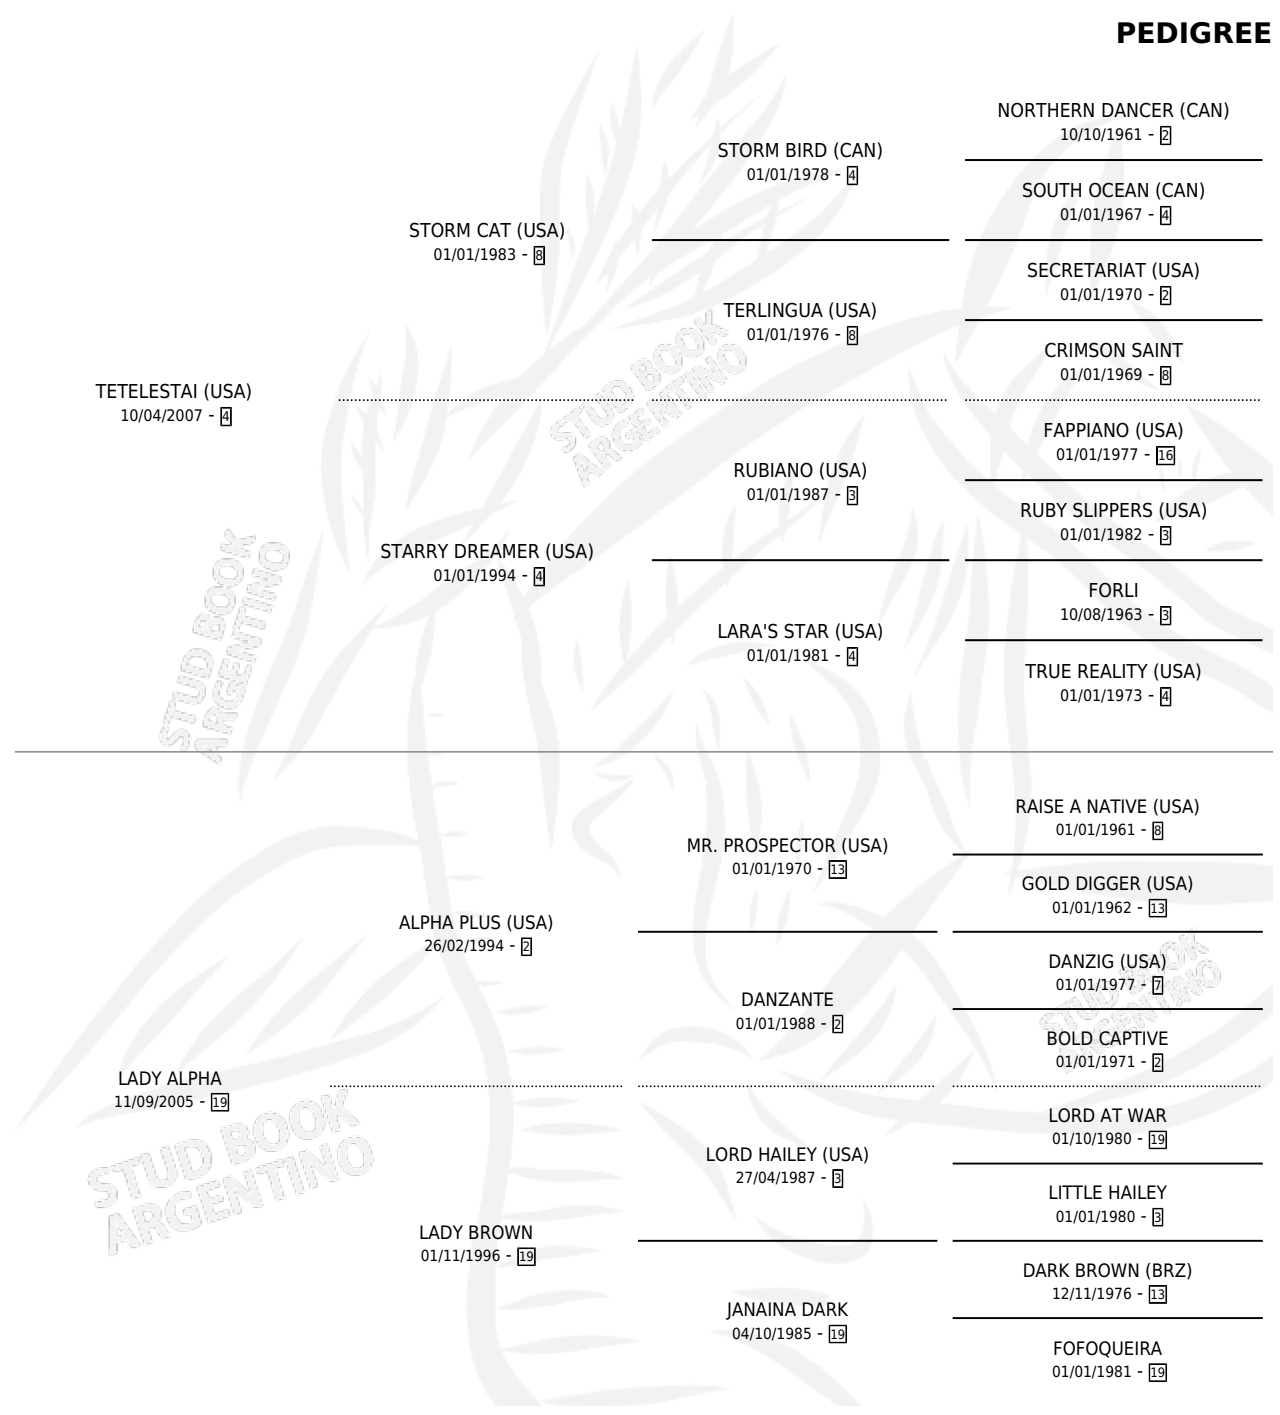 PEDIGREE
NORTHERN DANCER (CAN)
10/10/1961 - 2
STORM BIRD (CAN)
01/01/1978 - 4
SOUTH OCEAN (CAN)
01/01/1967 - 4
STORM CAT (USA)
01/01/1983 - 8
SECRETARIAT (USA)
01/01/1970 - 2
TERLINGUA (USA)
01/01/1976 - 8
CRIMSON SAINT
01/01/1969 - 8
TETELESTAI (USA)
10/04/2007 - 4
FAPPIANO (USA)
01/01/1977 - 16
RUBIANO (USA)
01/01/1987 - 3
RUBY SLIPPERS (USA)
01/01/1982 - 3
STARRY DREAMER (USA)
01/01/1994 - 4
FORLI
10/08/1963 - 3
LARA'S STAR (USA)
01/01/1981 - 4
TRUE REALITY (USA)
01/01/1973 - 4
RAISE A NATIVE (USA)
01/01/1961 - 8
MR. PROSPECTOR (USA)
01/01/1970 - 13
GOLD DIGGER (USA)
01/01/1962 - 13
ALPHA PLUS (USA)
26/02/1994 - 2
DANZIG (USA)
01/01/1977 - 7
DANZANTE
01/01/1988 - 2
BOLD CAPTIVE
01/01/1971 - 2
LADY ALPHA
11/09/2005 - 19
LORD AT WAR
01/10/1980 - 19
LORD HAILEY (USA)
27/04/1987 - 3
LITTLE HAILEY
01/01/1980 - 3
LADY BROWN
01/11/1996 - 19
DARK BROWN (BRZ)
12/11/1976 - 13
JANAINA DARK
04/10/1985 - 19
FOFOQUEIRA
01/01/1981 - 19
STUD BOOK
ARGENTINO
STUD BOOK
ARGENTINO
STUD BOOK
ARGENTINO
STUD BOOK
ARGENTINO